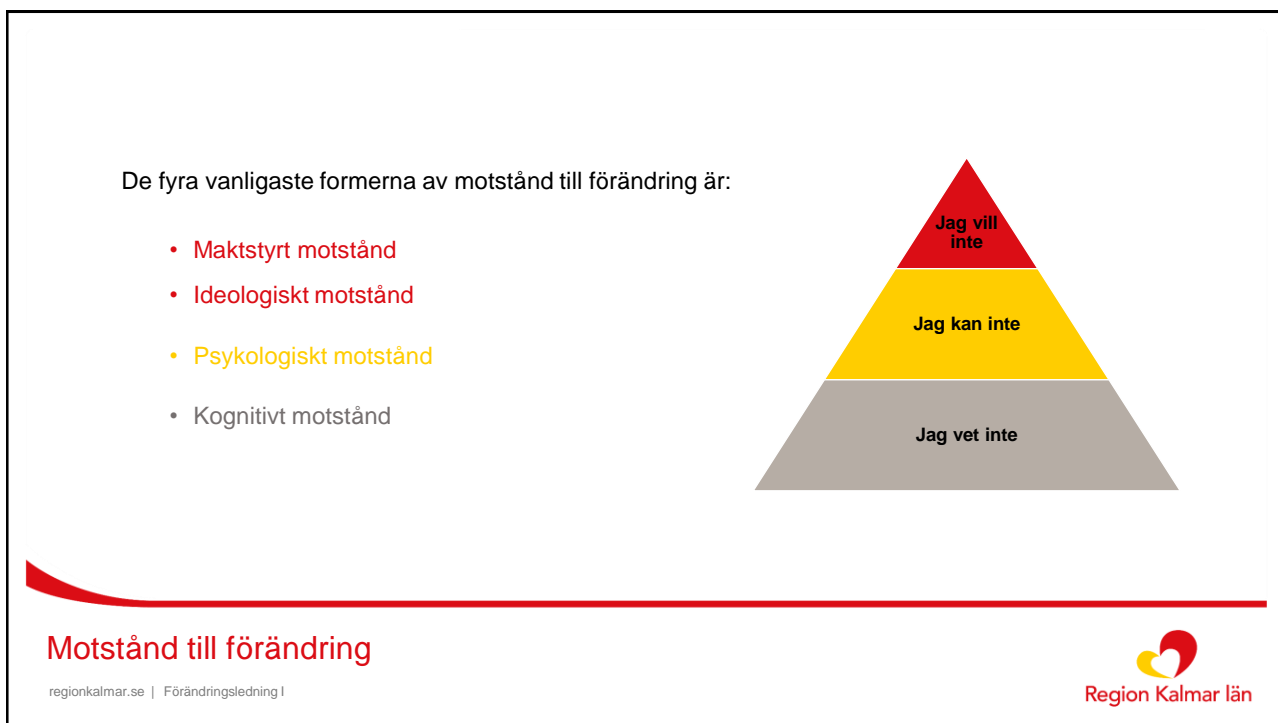 De fyra vanligaste formerna av motstånd till förändring är:
• Maktstyrt motstånd
• Ideologiskt motstånd
• Psykologiskt motstånd
• Kognitivt motstånd
Jag vill
inte
Jag kan inte
Jag vet inte
Motstånd till förändring
regionkalmar.se | Förändringsledning I
Region Kalmar län